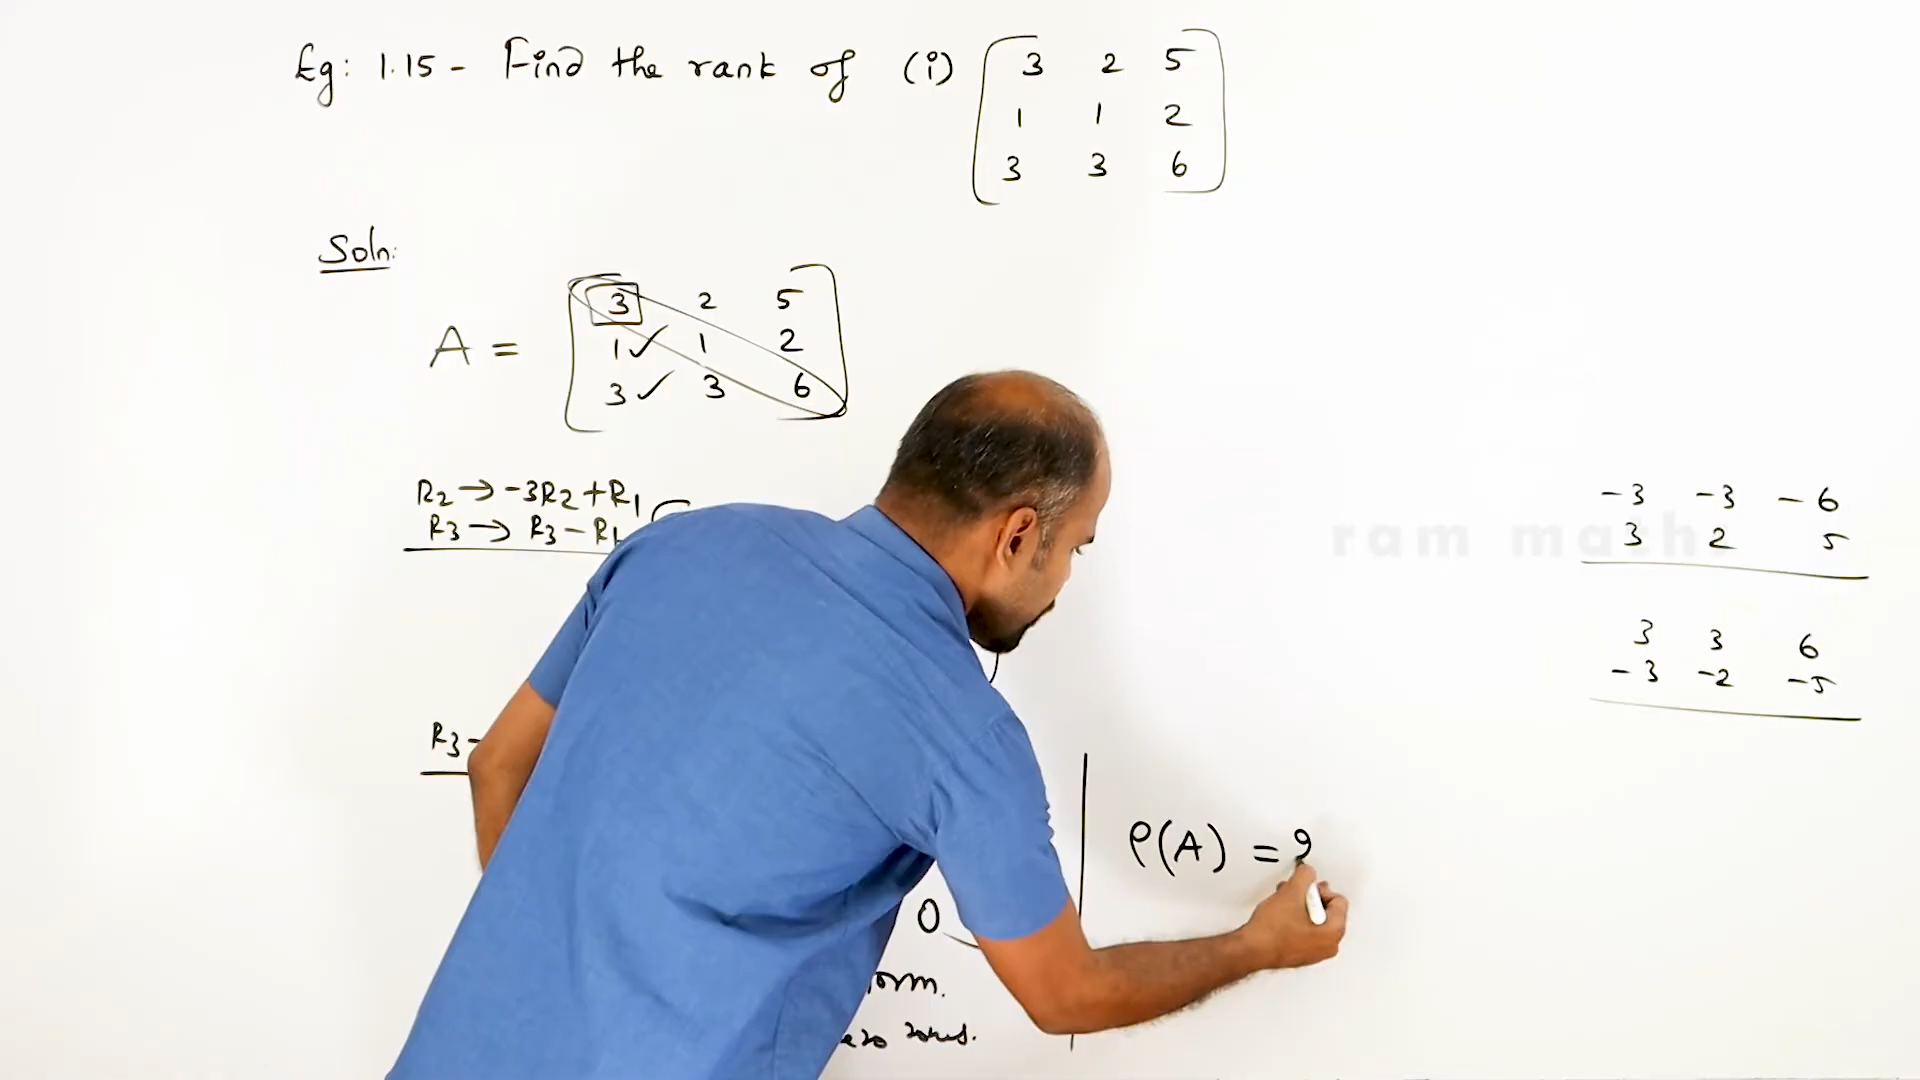 Eg: 1.15 - Find the rank of (i)
3 2 5
1 1 2
3 3 6
Soln:
A =
3 2 5
1✓ 1 2
3✓ 3 6
R2 → -3R2 + R1
R3 → R3 - R1
-3 -3 -6
3 2 5
3 3 6
-3 -2 -5
ram maths
R3 -
ρ(A) =
0
orm.